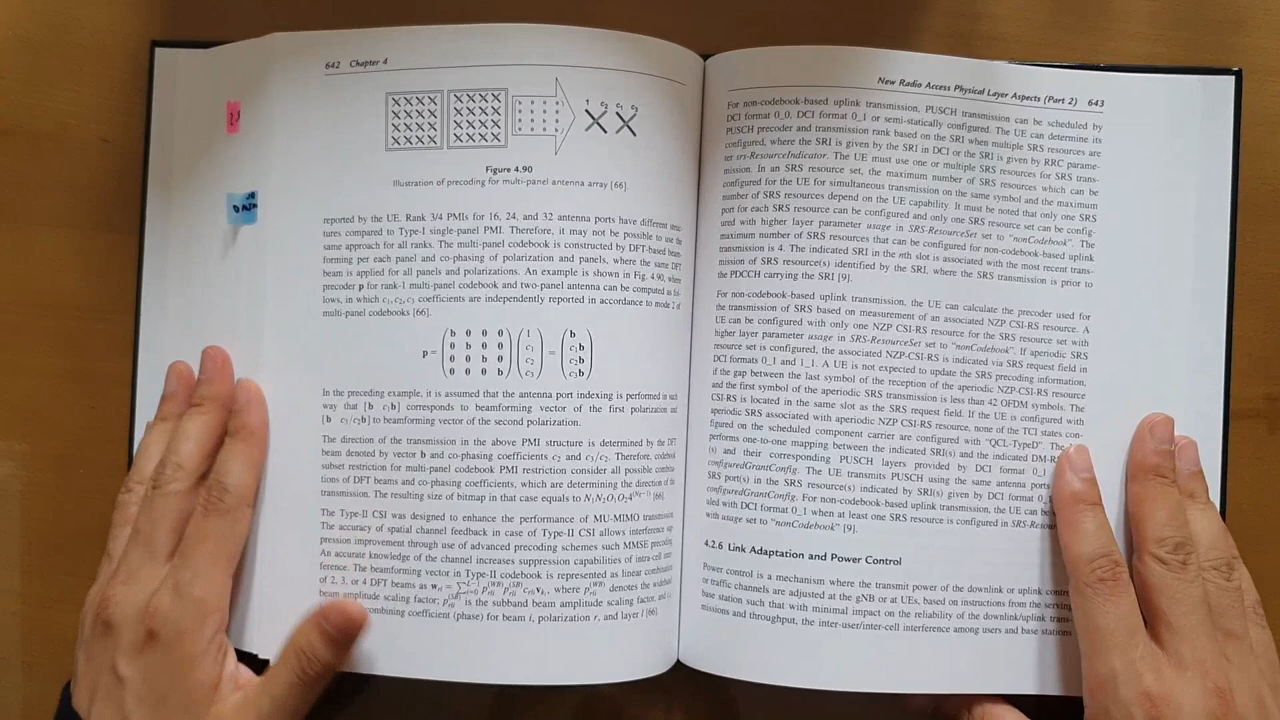 642 Chapter 4
1 c₂ c₁ c₃
Figure 4.90
Illustration of precoding for multi-panel antenna array [66].
reported by the UE. Rank 3/4 PMIs for 16, 24, and 32 antenna ports have different struc-
tures compared to Type-I single-panel PMI. Therefore, it may not be possible to use the
same approach for all ranks. The multi-panel codebook is constructed by DFT-based beam-
forming per each panel and co-phasing of polarization and panels, where the same DFT
beam is applied for all panels and polarizations. An example is shown in Fig. 4.90, where
precoder p for rank-1 multi-panel codebook and two-panel antenna can be computed as fol-
lows, in which c₁, c₂, c₃ coefficients are independently reported in accordance to mode 2 of
multi-panel codebooks [66].
b 0 0 0 1 b
0 b 0 0 c₁ c₁b
p = =
0 0 b 0 c₂ c₂b
0 0 0 b c₃ c₃b
In the preceding example, it is assumed that the antenna port indexing is performed in such
way that [b c₁b] corresponds to beamforming vector of the first polarization and
[b c₃/c₂b] to beamforming vector of the second polarization.
The direction of the transmission in the above PMI structure is determined by the DFT
beam denoted by vector b and co-phasing coefficients c₂ and c₃/c₂. Therefore, codebook
subset restriction for multi-panel codebook PMI restriction consider all possible combina-
tions of DFT beams and co-phasing coefficients, which are determining the direction of the
transmission. The resulting size of bitmap in that case equals to [66].
The Type-II CSI was designed to enhance the performance of MU-MIMO transmission.
The accuracy of spatial channel feedback in case of Type-II CSI allows interference sup-
pression improvement through use of advanced precoding schemes such MMSE precoding.
An accurate knowledge of the channel increases suppression capabilities of intra-cell inter-
ference. The beamforming vector in Type-II codebook is represented as linear combination
of 2, 3, or 4 DFT beams as where denotes the wideband
beam amplitude scaling factor; is the subband beam amplitude scaling factor, and
combining coefficient (phase) for beam i, polarization r, and layer l [66].
New Radio Access Physical Layer Aspects (Part 2) 643
For non-codebook-based uplink transmission, PUSCH transmission can be scheduled by
DCI format 0_0, DCI format 0_1 or semi-statically configured. The UE can determine its
PUSCH precoder and transmission rank based on the SRI when multiple SRS resources are
configured, where the SRI is given by the SRI in DCI or the SRI is given by RRC parame-
ter srs-ResourceIndicator. The UE must use one or multiple SRS resources for SRS trans-
mission. In an SRS resource set, the maximum number of SRS resources which can be
configured for the UE for simultaneous transmission on the same symbol and the maximum
number of SRS resources depend on the UE capability. It must be noted that only one SRS
port for each SRS resource can be configured and only one SRS resource set can be config-
ured with higher layer parameter usage in SRS-ResourceSet set to "nonCodebook". The
maximum number of SRS resources that can be configured for non-codebook-based uplink
transmission is 4. The indicated SRI in the nth slot is associated with the most recent trans-
mission of SRS resource(s) identified by the SRI, where the SRS transmission is prior to
the PDCCH carrying the SRI [9].
For non-codebook-based uplink transmission, the UE can calculate the precoder used for
the transmission of SRS based on measurement of an associated NZP CSI-RS resource. A
UE can be configured with only one NZP CSI-RS resource for the SRS resource set with
higher layer parameter usage in SRS-ResourceSet set to "nonCodebook". If aperiodic SRS
resource set is configured, the associated NZP-CSI-RS is indicated via SRS request field in
DCI formats 0_1 and 1_1. A UE is not expected to update the SRS precoding information,
if the gap between the last symbol of the reception of the aperiodic NZP-CSI-RS resource
and the first symbol of the aperiodic SRS transmission is less than 42 OFDM symbols. The
CSI-RS is located in the same slot as the SRS request field. If the UE is configured with
aperiodic SRS associated with aperiodic NZP CSI-RS resource, none of the TCI states con-
figured on the scheduled component carrier are configured with "QCL-TypeD". The
performs one-to-one mapping between the indicated SRI(s) and the indicated DM-RS
(s) and their corresponding PUSCH layers provided by DCI format 0_1
configuredGrantConfig. The UE transmits PUSCH using the same antenna ports
SRS port(s) in the SRS resource(s) indicated by SRI(s) given by DCI format 0_
configuredGrantConfig. For non-codebook-based uplink transmission, the UE can be
uled with DCI format 0_1 when at least one SRS resource is configured in SRS-Resour
with usage set to "nonCodebook" [9].
4.2.6 Link Adaptation and Power Control
Power control is a mechanism where the transmit power of the downlink or uplink control
or traffic channels are adjusted at the gNB or at UEs, based on instructions from the serving
base station such that with minimal impact on the reliability of the downlink/uplink trans-
missions and throughput, the inter-user/inter-cell interference among users and base stations